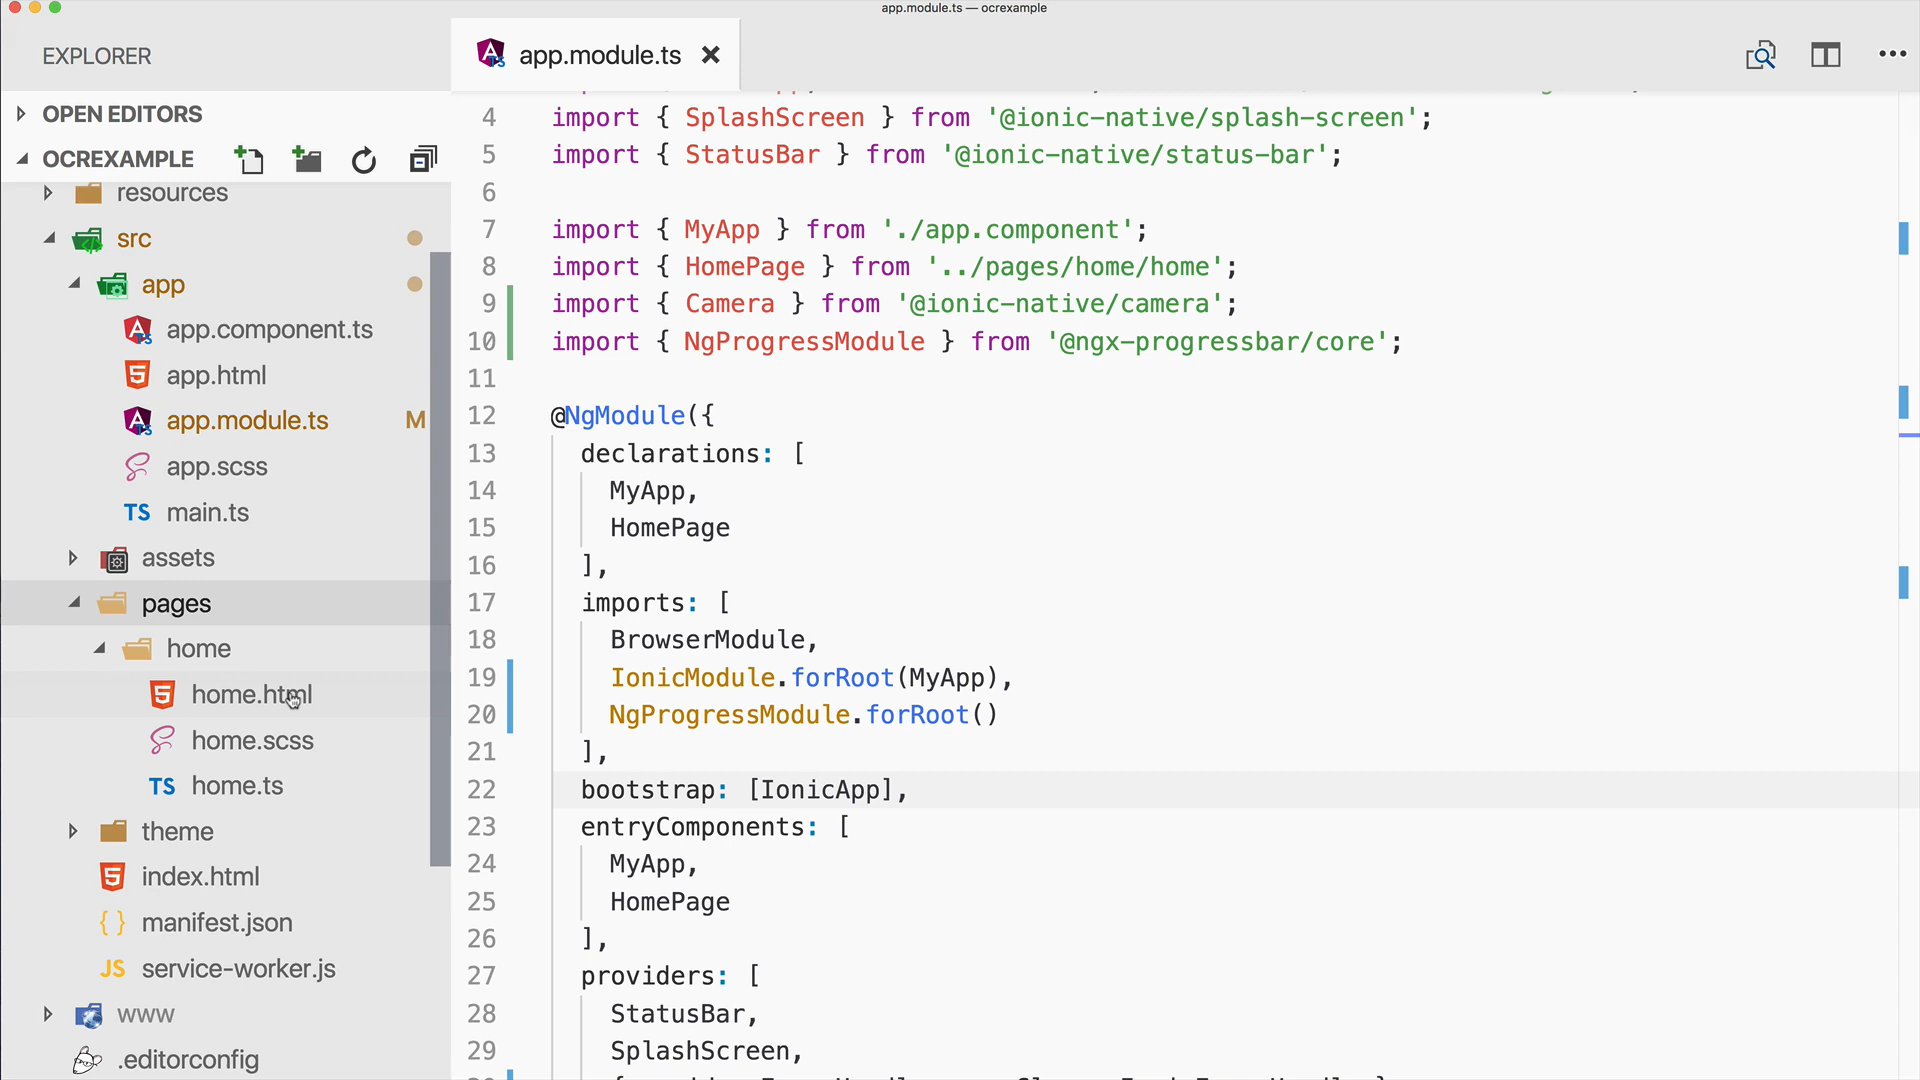 app.module.ts — ocrexample
EXPLORER
OPEN EDITORS
OCREXAMPLE
resources
src
app
app.component.ts
app.html
app.module.ts M
app.scss
main.ts
assets
pages
home
home.html
home.scss
home.ts
theme
index.html
manifest.json
service-worker.js
www
.editorconfig
app.module.ts
4 import { SplashScreen } from '@ionic-native/splash-screen';
5 import { StatusBar } from '@ionic-native/status-bar';
6
7 import { MyApp } from './app.component';
8 import { HomePage } from '../pages/home/home';
9 import { Camera } from '@ionic-native/camera';
10 import { NgProgressModule } from '@ngx-progressbar/core';
11
12 @NgModule({
13 declarations: [
14 MyApp,
15 HomePage
16 ],
17 imports: [
18 BrowserModule,
19 IonicModule.forRoot(MyApp),
20 NgProgressModule.forRoot()
21 ],
22 bootstrap: [IonicApp],
23 entryComponents: [
24 MyApp,
25 HomePage
26 ],
27 providers: [
28 StatusBar,
29 SplashScreen,